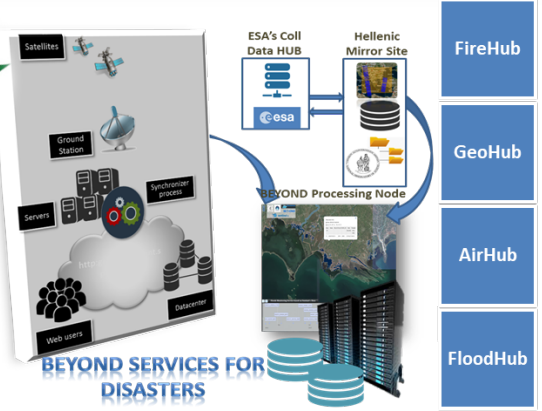 Satellites
Ground
Station
Servers
Synchronizer
process
http
Datacenter
Web users
ESA's Coll
Data HUB
esa
Hellenic
Mirror Site
BEYOND Processing Node
BEYOND SERVICES FOR
DISASTERS
FireHub
GeoHub
AirHub
FloodHub